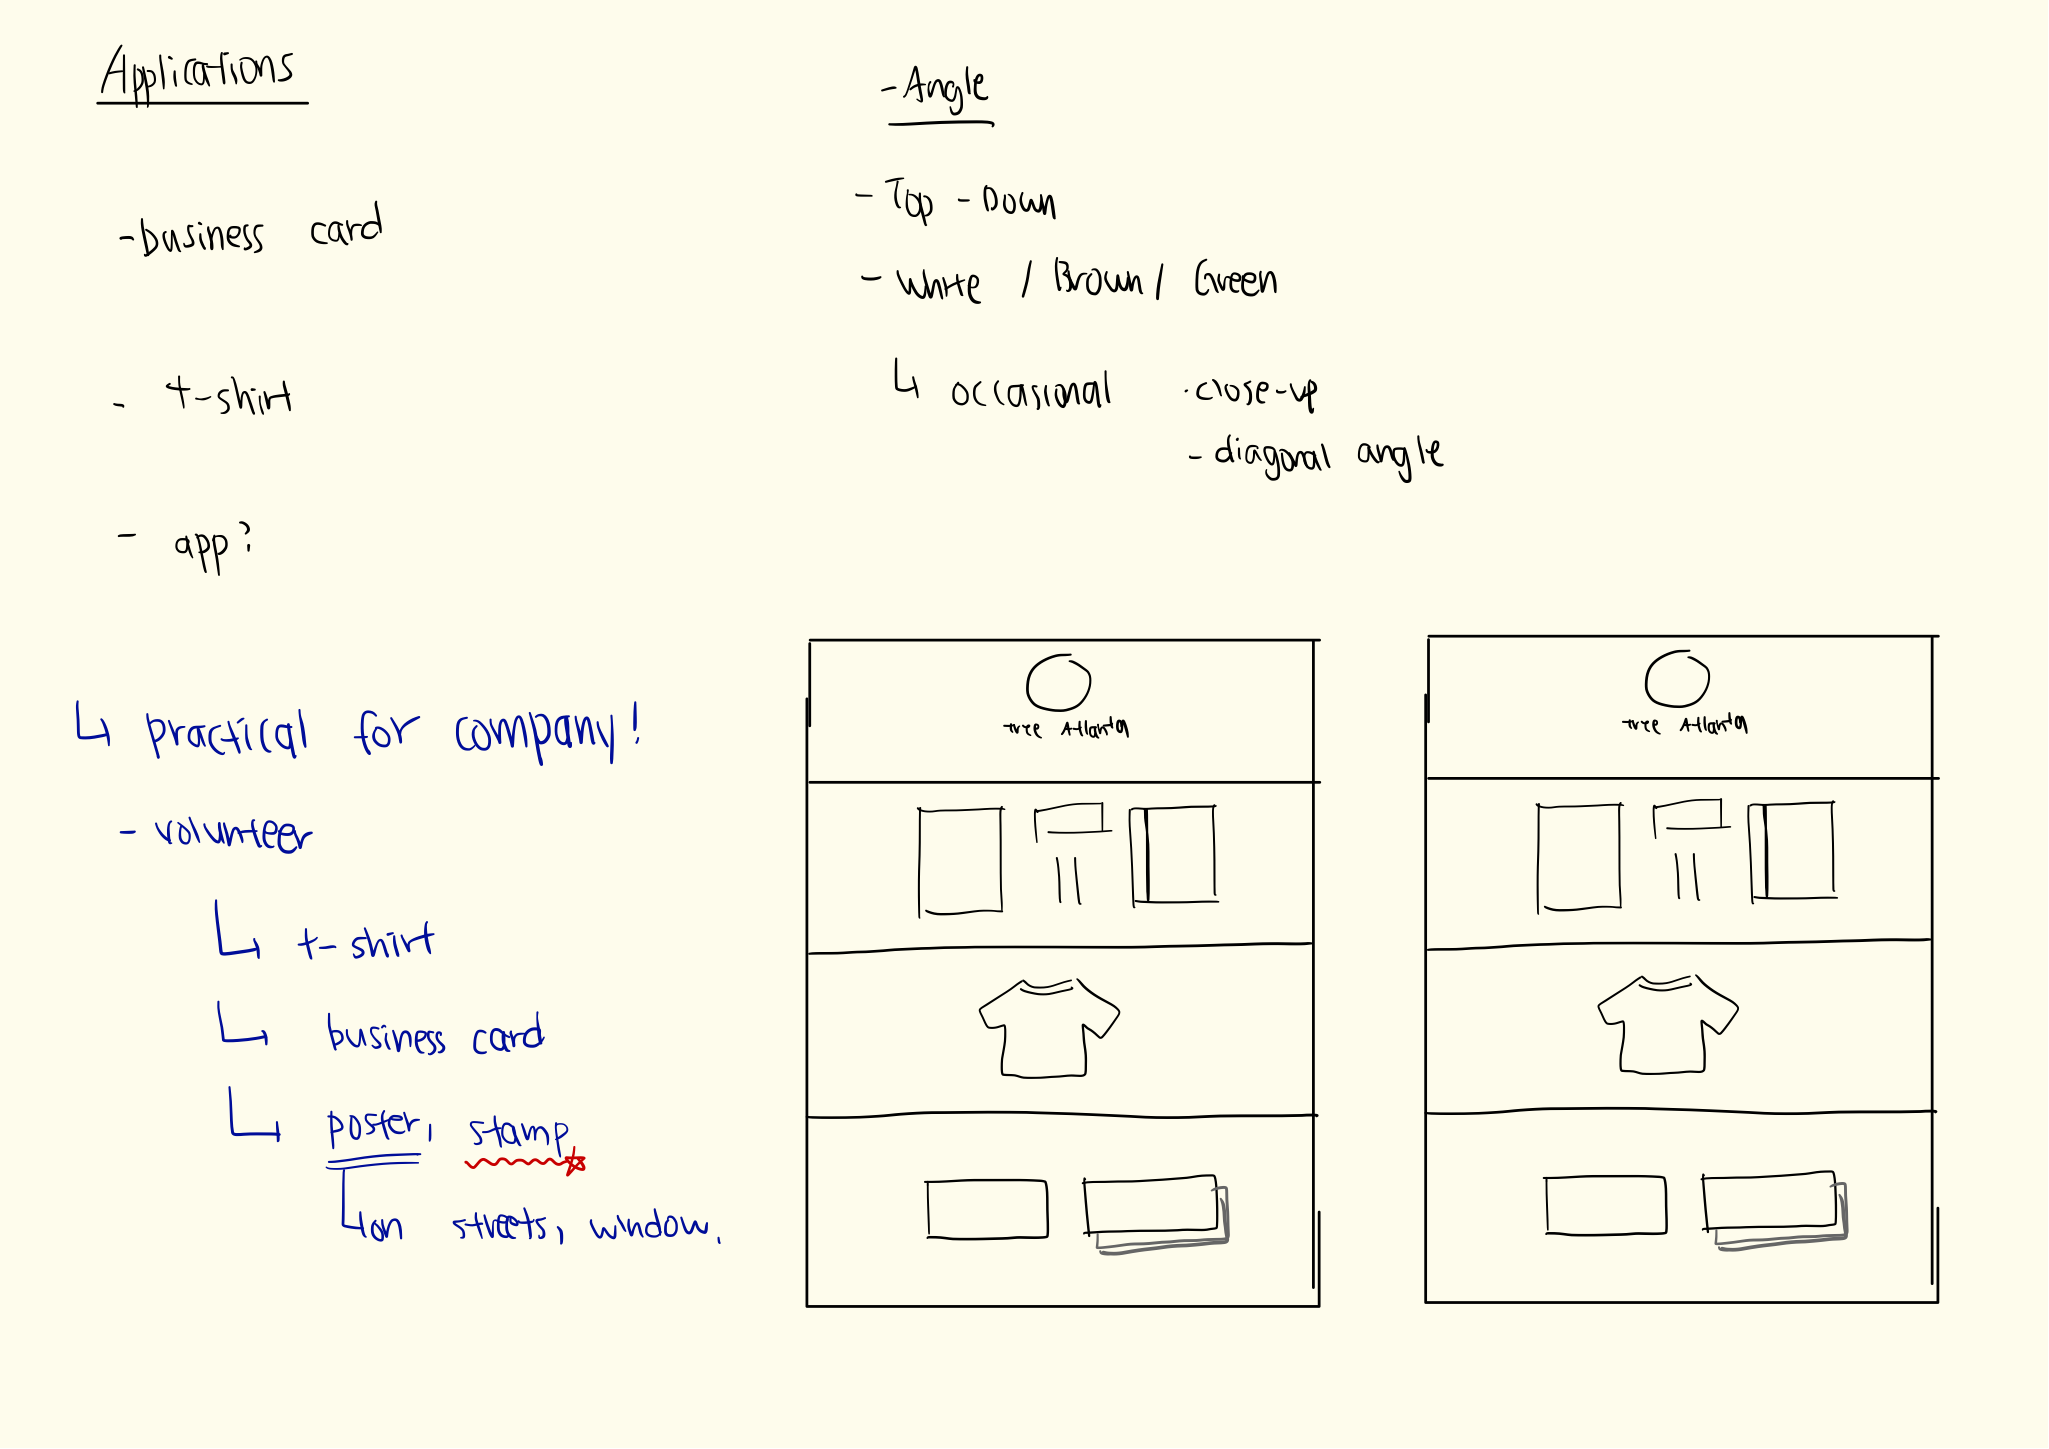 Applications
-business card
- t-shirt
- app?
↳ practical for company!
- volunteer
↳ t-shirt
↳ business card
↳ poster, stamp
↳ on streets, window.
- Angle
- Top - Down
- White / Brown / Green
↳ occasional · close-up
- diagonal angle
tree Atlanta
tree Atlanta